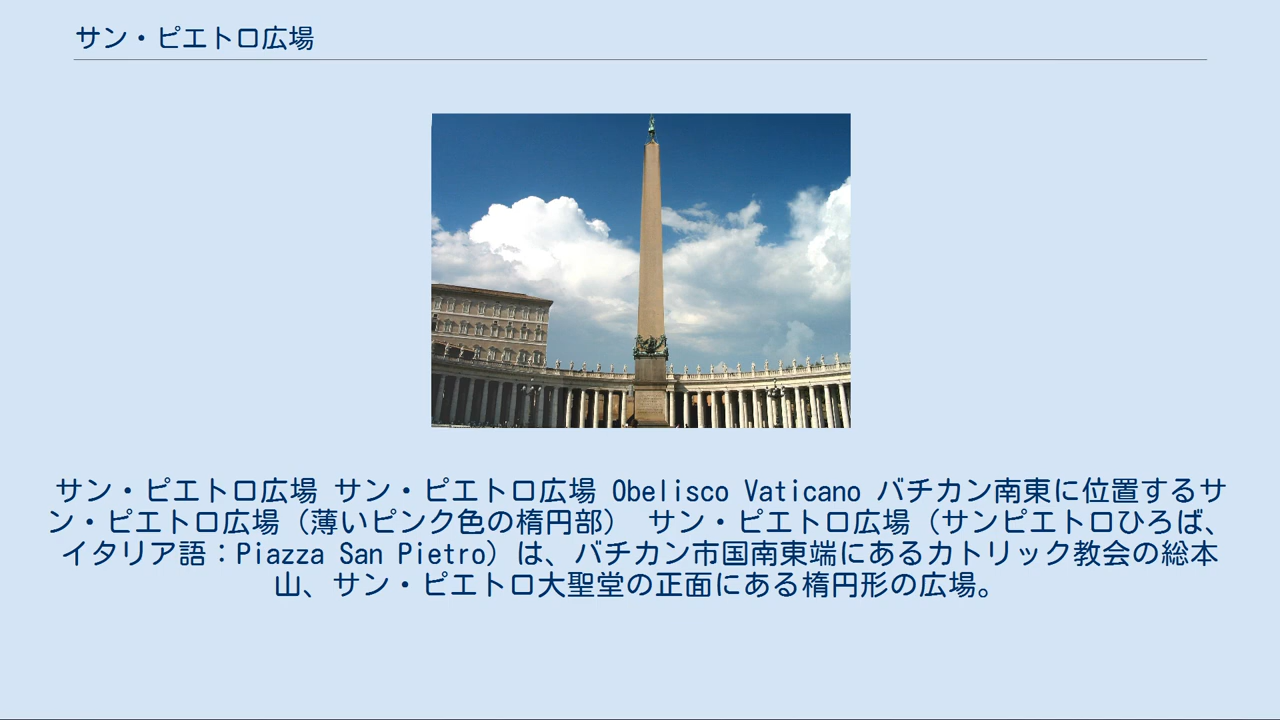 サン・ピエトロ広場
サン・ピエトロ広場 サン・ピエトロ広場 Obelisco Vaticano バチカン南東に位置するサ
ン・ピエトロ広場（薄いピンク色の楕円部） サン・ピエトロ広場（サンピエトロひろば、
イタリア語：Piazza San Pietro）は、バチカン市国南東端にあるカトリック教会の総本
山、サン・ピエトロ大聖堂の正面にある楕円形の広場。